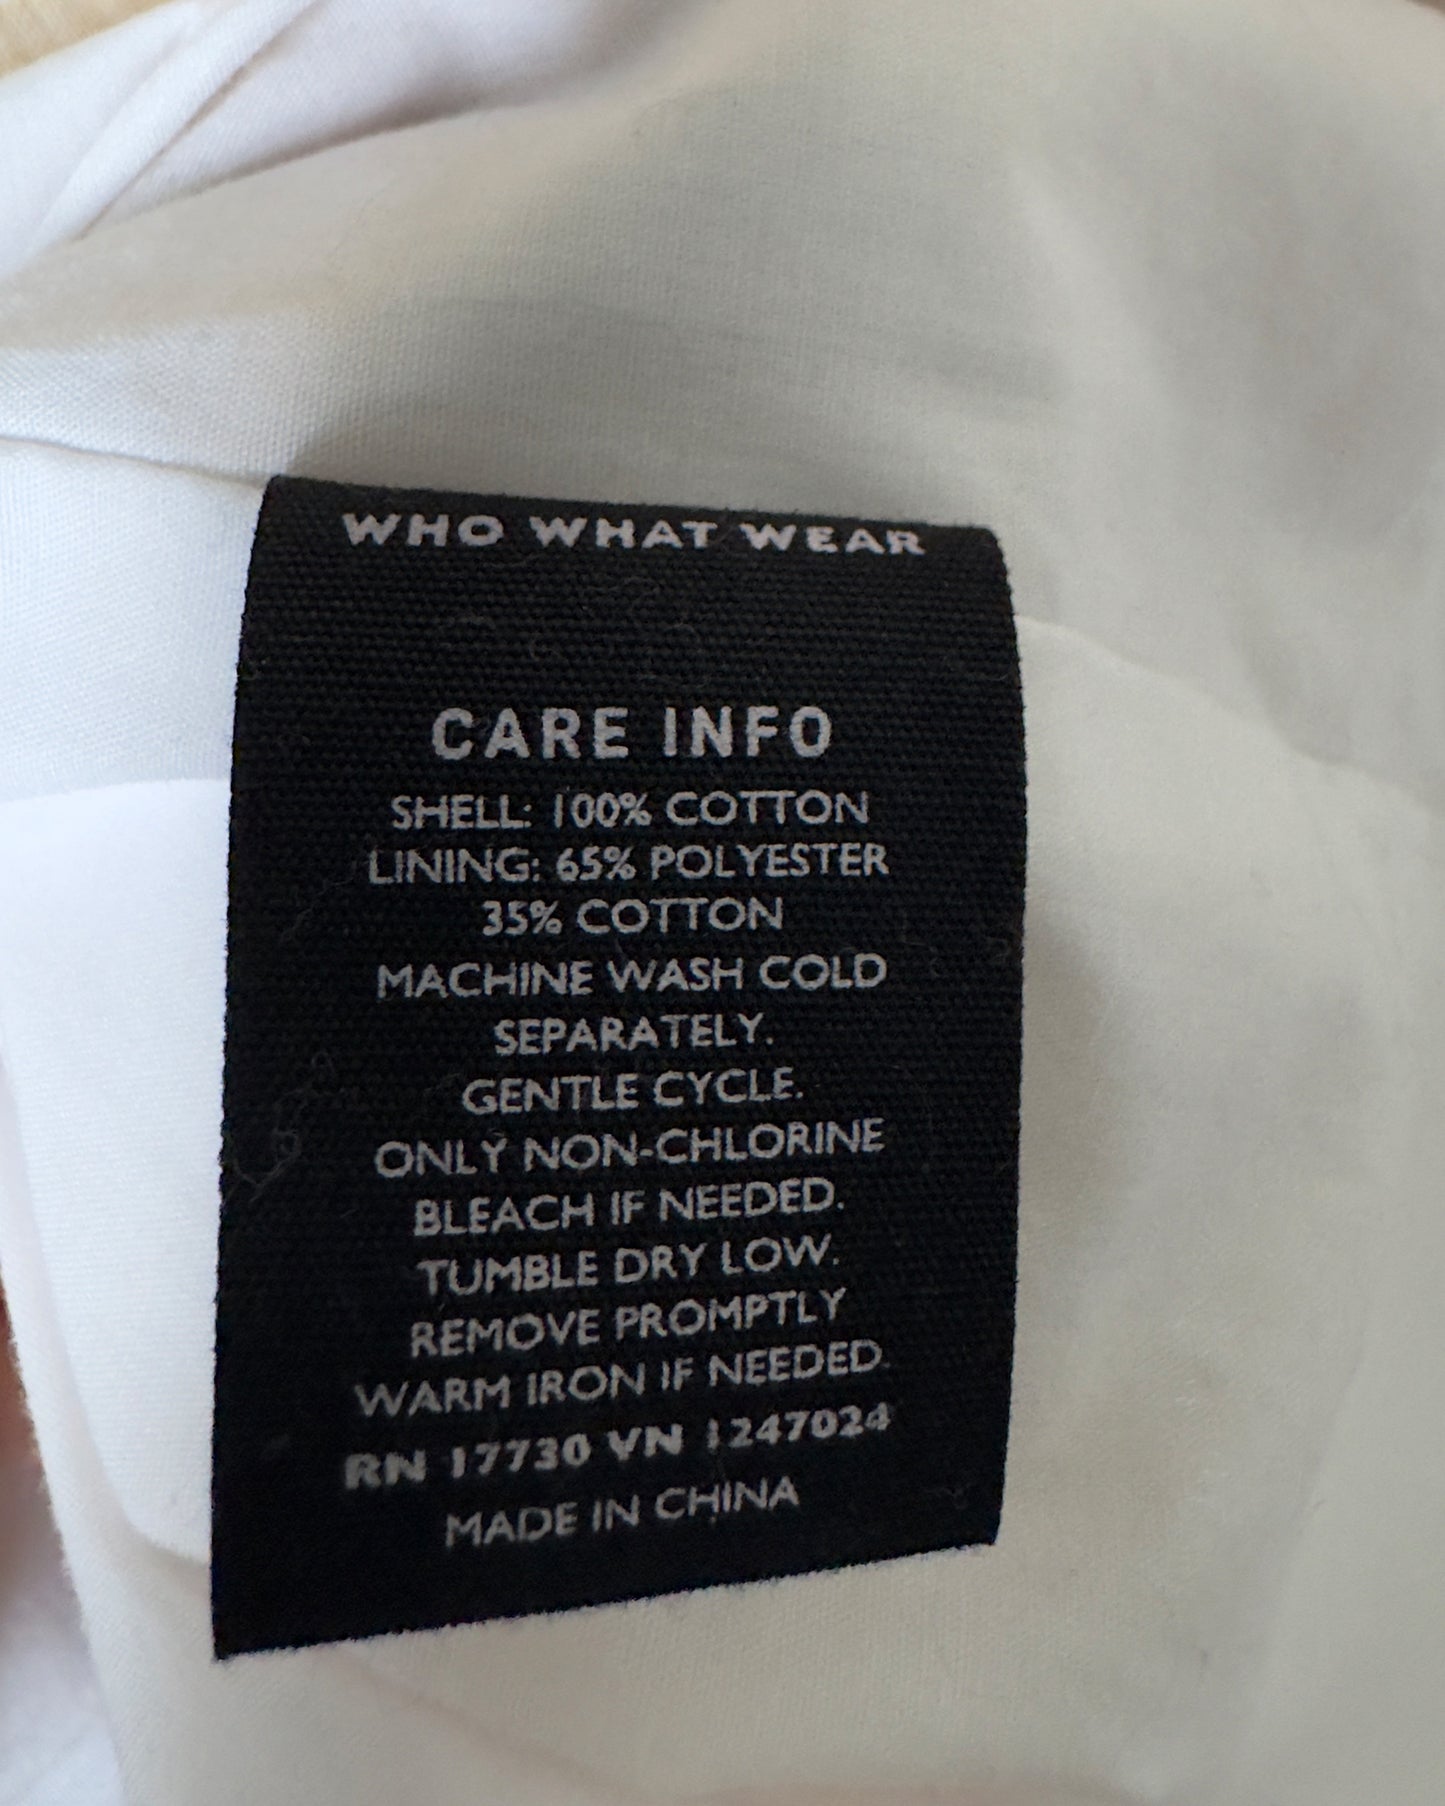 WHO WHAT WEAR
CARE INFO
SHELL: 100% COTTON
LINING: 65% POLYESTER
35% COTTON
MACHINE WASH COLD
SEPARATELY.
GENTLE CYCLE.
ONLY NON-CHLORINE
BLEACH IF NEEDED.
TUMBLE DRY LOW.
REMOVE PROMPTLY
WARM IRON IF NEEDED.
RN 17730 VN 1247024
MADE IN CHINA